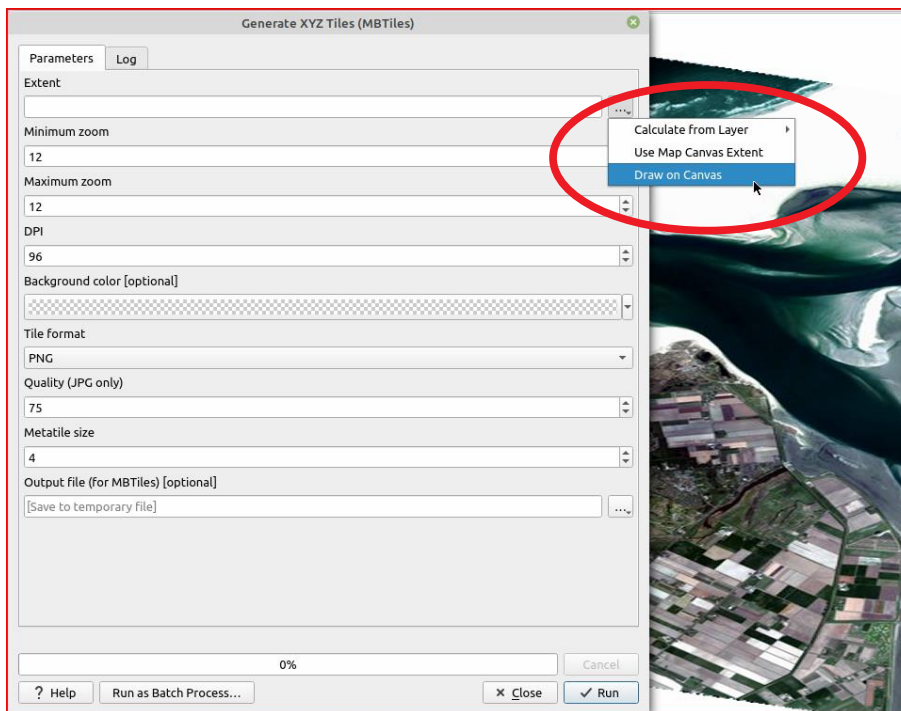 Generate XYZ Tiles (MBTiles)
Parameters Log
Extent
...
Calculate from Layer
Use Map Canvas Extent
Draw on Canvas
Minimum zoom
12
Maximum zoom
12
DPI
96
Background color [optional]
Tile format
PNG
Quality (JPG only)
75
Metatile size
4
Output file (for MBTiles) [optional]
[Save to temporary file] ...
0% Cancel
? Help Run as Batch Process... Close Run